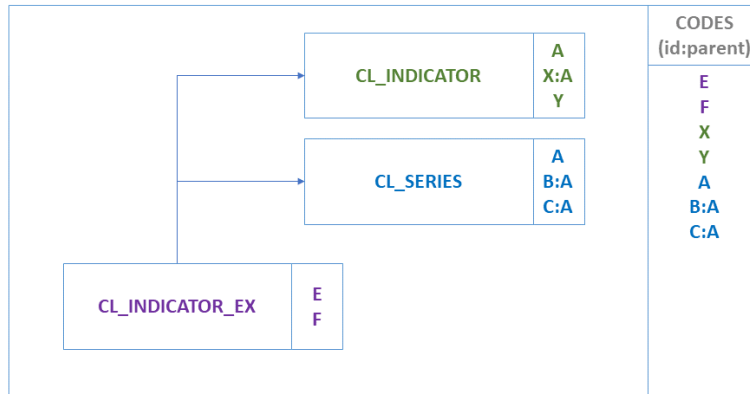 CL_INDICATOR
A
X:A
Y
CL_SERIES
A
B:A
C:A
CL_INDICATOR_EX
E
F
CODES
(id:parent)
E
F
X
Y
A
B:A
C:A